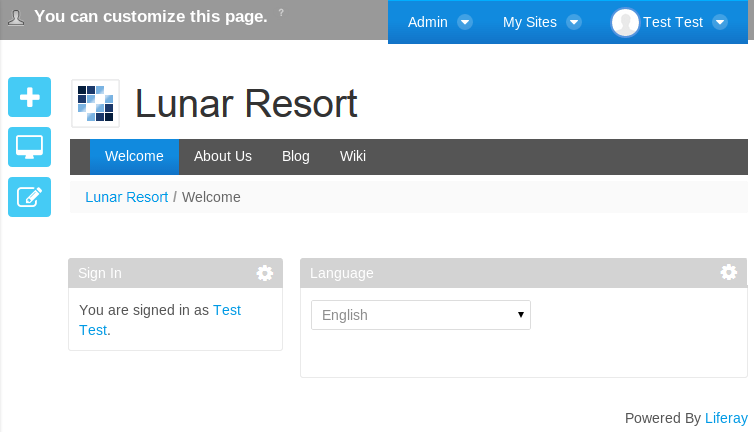 You can customize this page. ?
Admin My Sites Test Test
Lunar Resort
Welcome About Us Blog Wiki
Lunar Resort / Welcome
Sign In
You are signed in as Test
Test.
Language
English
Powered By Liferay